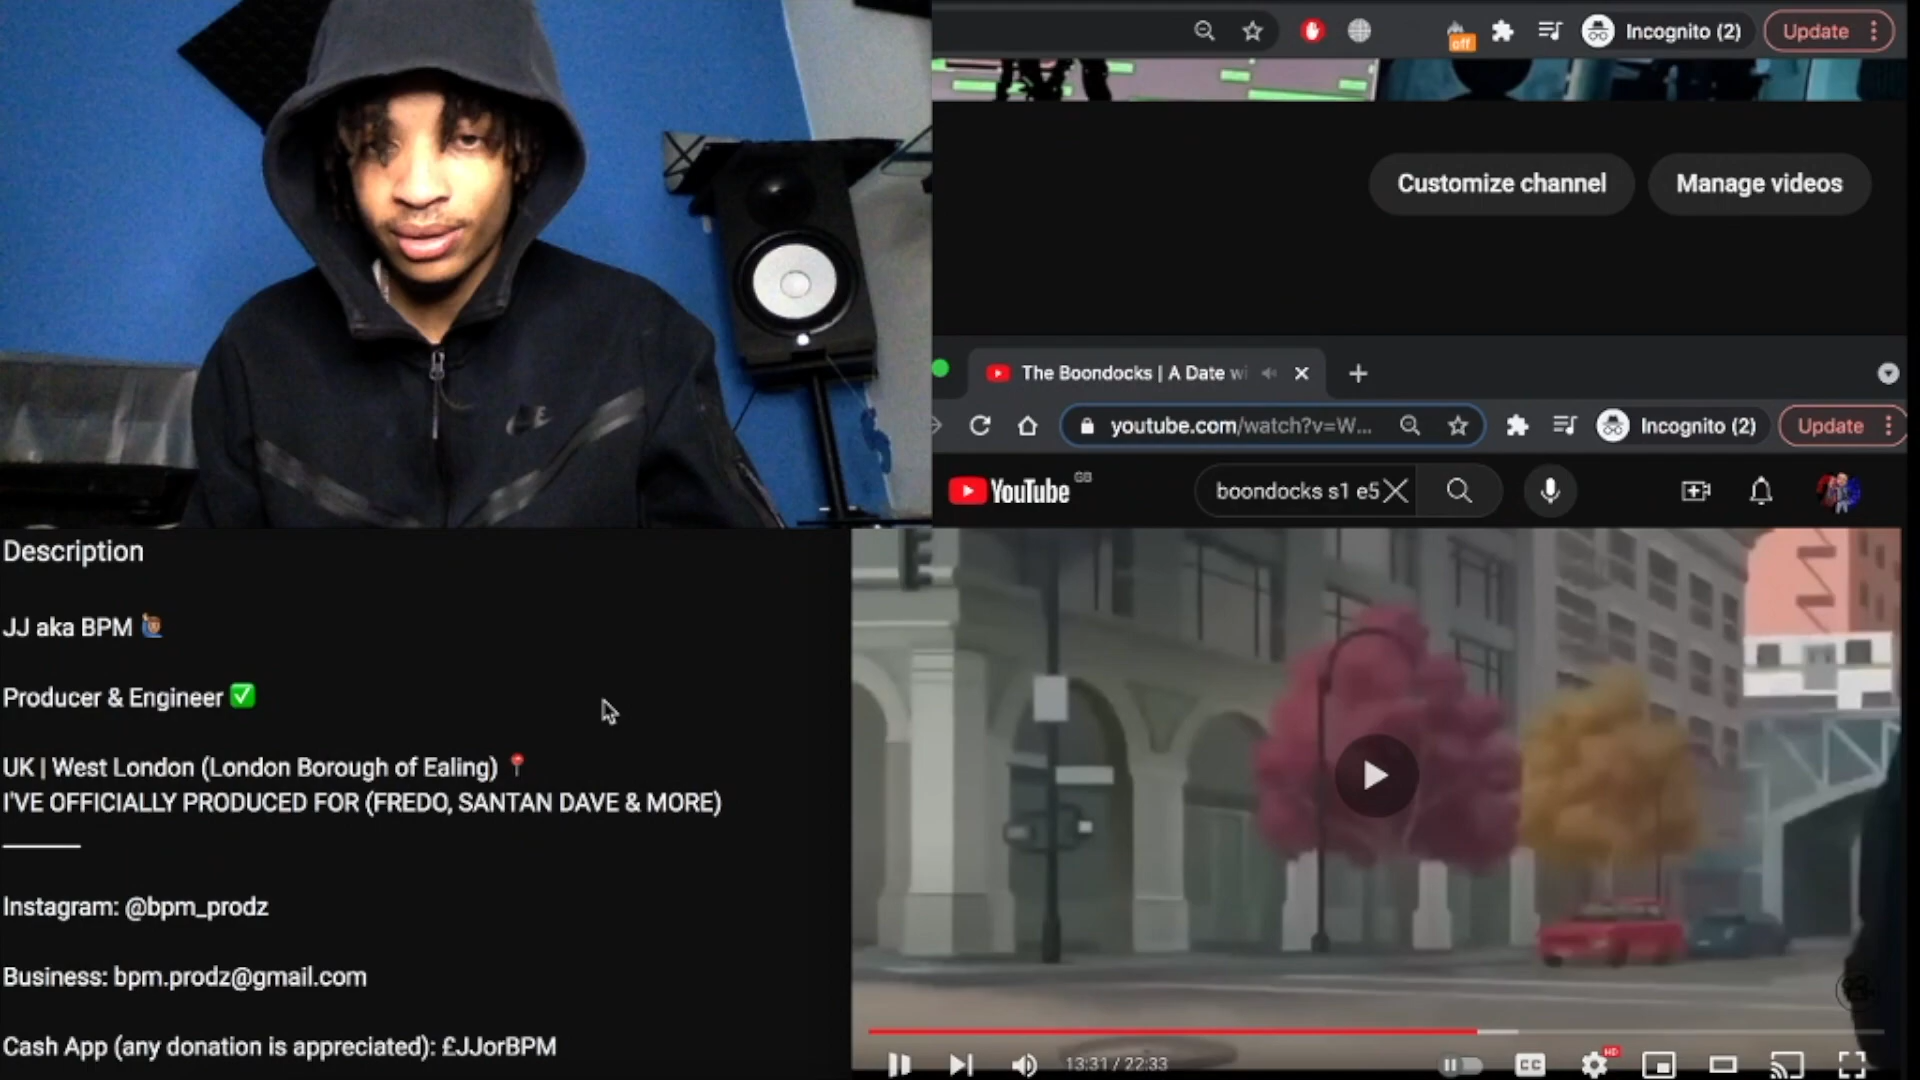 off
Incognito (2)
Update
Customize channel
Manage videos
The Boondocks | A Date wi
youtube.com/watch?v=W...
Incognito (2)
Update
YouTube GB
boondocks s1 e5
Description
JJ aka BPM 🙋🏽‍♂️
Producer & Engineer ✅
UK | West London (London Borough of Ealing) 📍
I'VE OFFICIALLY PRODUCED FOR (FREDO, SANTAN DAVE & MORE)
Instagram: @bpm_prodz
Business: bpm.prodz@gmail.com
Cash App (any donation is appreciated): £JJorBPM
13:31 / 22:33
CC
HD